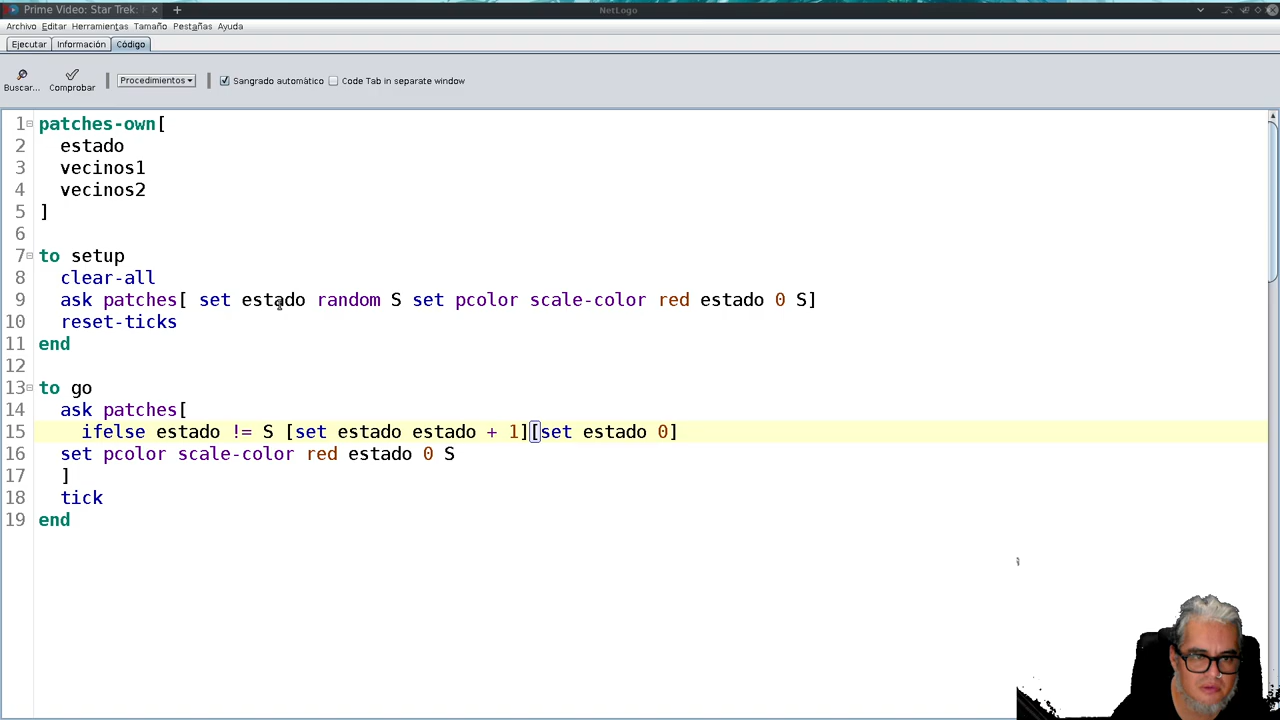 Prime Video: Star Trek:
NetLogo
Archivo Editar Herramientas Tamaño Pestañas Ayuda
Ejecutar Información Código
Buscar... Comprobar Procedimientos Sangrado automático Code Tab in separate window
1 patches-own[
2 estado
3 vecinos1
4 vecinos2
5 ]
6
7 to setup
8 clear-all
9 ask patches[ set estado random S set pcolor scale-color red estado 0 S]
10 reset-ticks
11 end
12
13 to go
14 ask patches[
15 ifelse estado != S [set estado estado + 1][set estado 0]
16 set pcolor scale-color red estado 0 S
17 ]
18 tick
19 end